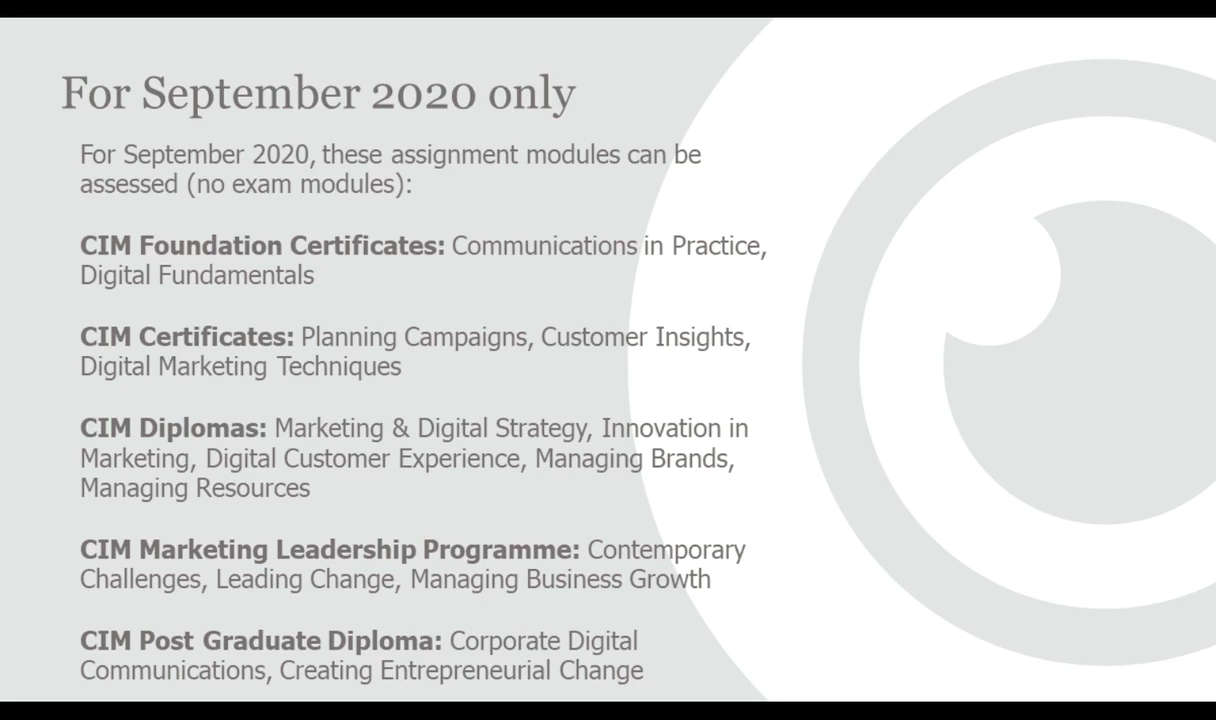 For September 2020 only
For September 2020, these assignment modules can be
assessed (no exam modules):
CIM Foundation Certificates: Communications in Practice,
Digital Fundamentals
CIM Certificates: Planning Campaigns, Customer Insights,
Digital Marketing Techniques
CIM Diplomas: Marketing & Digital Strategy, Innovation in
Marketing, Digital Customer Experience, Managing Brands,
Managing Resources
CIM Marketing Leadership Programme: Contemporary
Challenges, Leading Change, Managing Business Growth
CIM Post Graduate Diploma: Corporate Digital
Communications, Creating Entrepreneurial Change